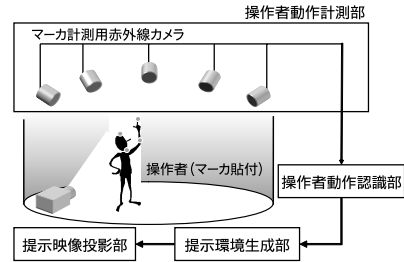 操作者動作計測部
マーカ計測用赤外線カメラ
操作者（マーカ貼付）
操作者動作認識部
提示映像投影部
提示環境生成部